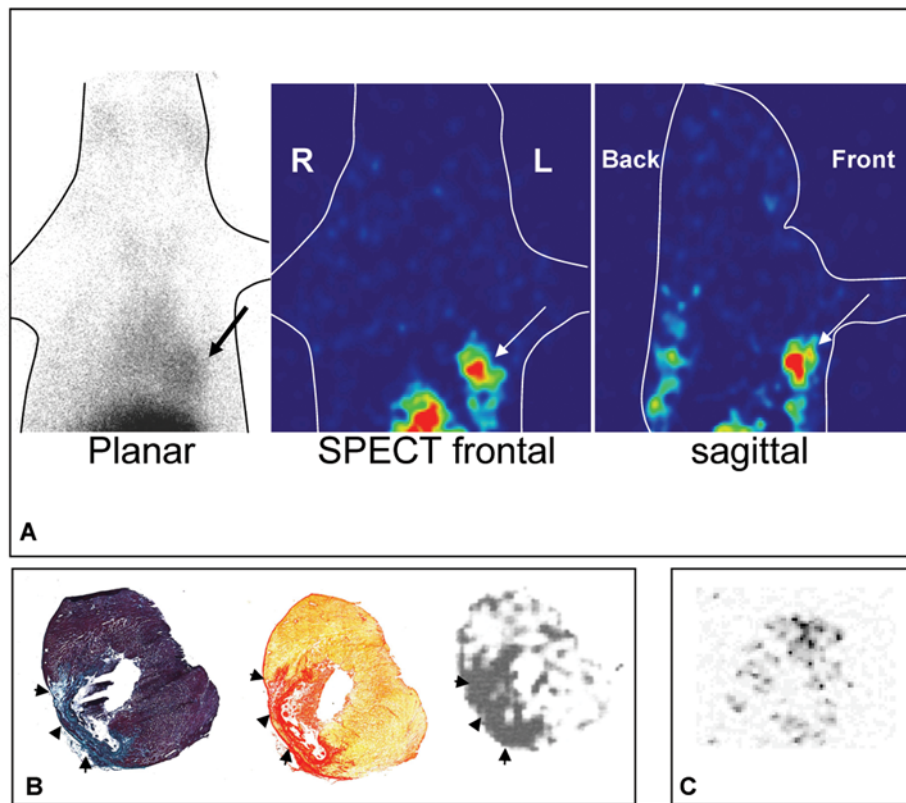 R
L
Back
Front
Planar
SPECT frontal
sagittal
A
B
C